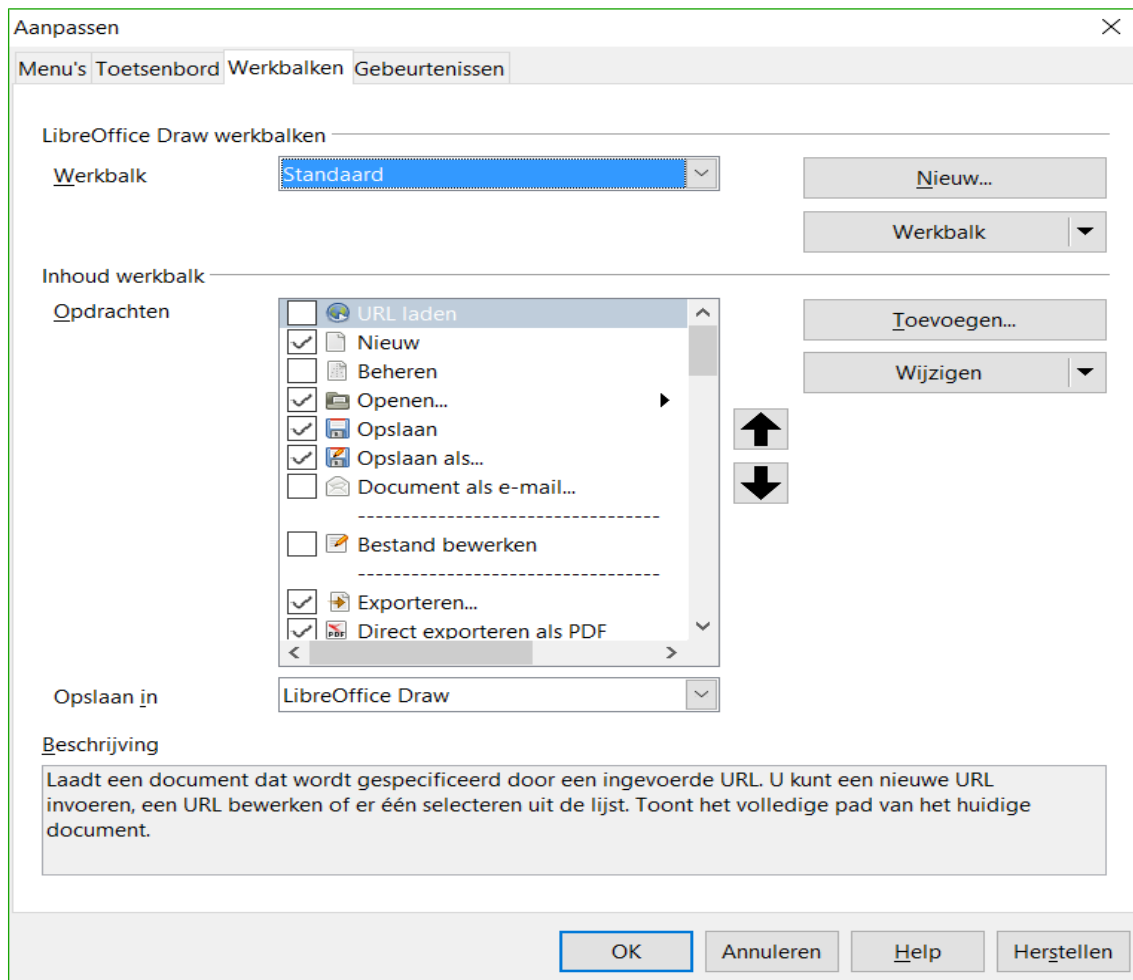 Aanpassen
Menu's Toetsenbord Werkbalken Gebeurtenissen
LibreOffice Draw werkbalken
Werkbalk Standaard Nieuw...
Werkbalk
Inhoud werkbalk
Opdrachten URL laden Toevoegen...
Nieuw
Beheren Wijzigen
Openen...
Opslaan
Opslaan als...
Document als e-mail...
---------------------------------
Bestand bewerken
---------------------------------
Exporteren...
Direct exporteren als PDF
Opslaan in LibreOffice Draw
Beschrijving
Laadt een document dat wordt gespecificeerd door een ingevoerde URL. U kunt een nieuwe URL
invoeren, een URL bewerken of er één selecteren uit de lijst. Toont het volledige pad van het huidige
document.
OK Annuleren Help Herstellen